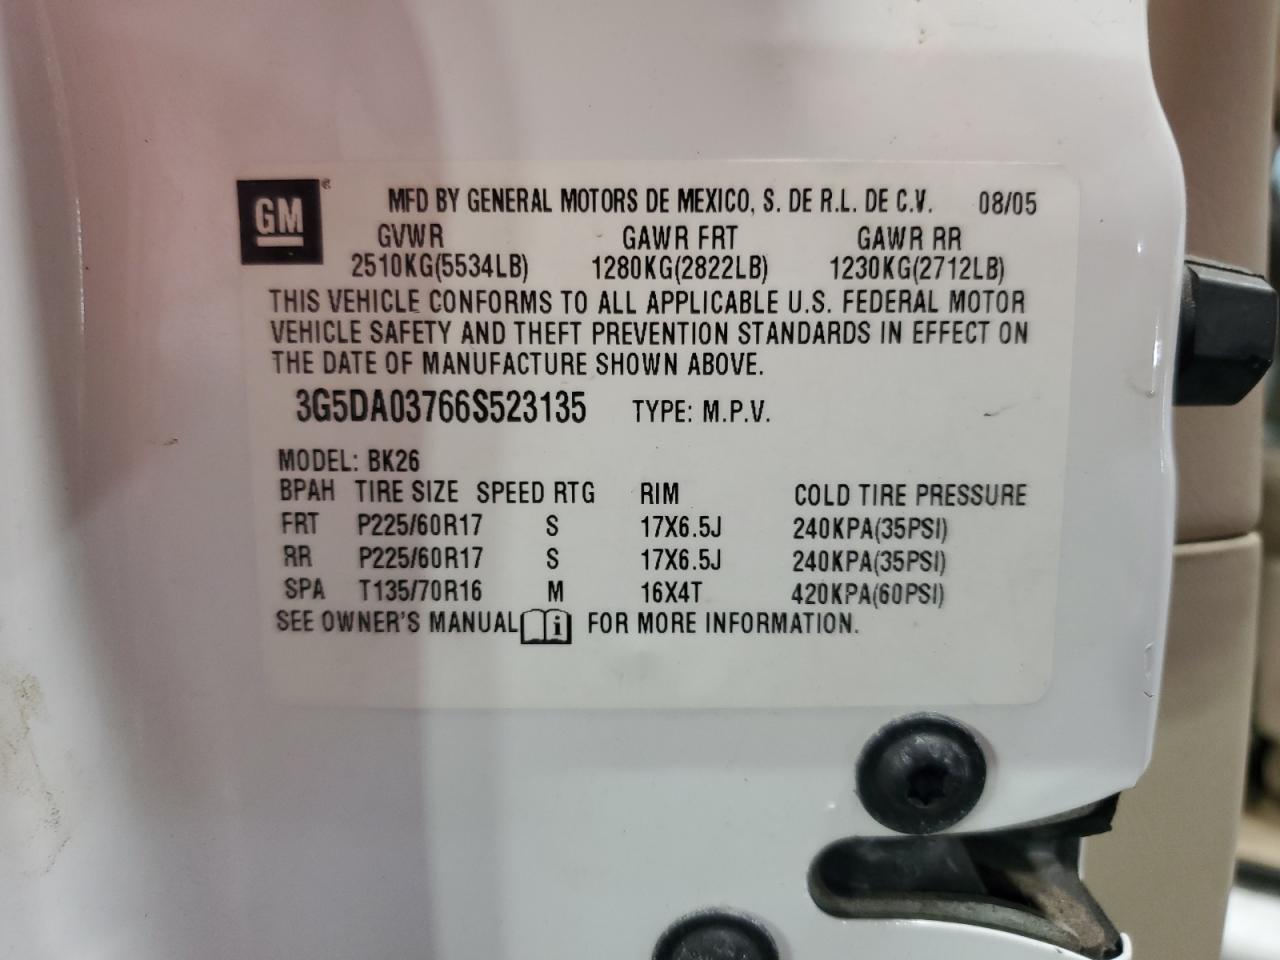 GM® MFD BY GENERAL MOTORS DE MEXICO, S. DE R.L. DE C.V. 08/05
GVWR GAWR FRT GAWR RR
2510KG(5534LB) 1280KG(2822LB) 1230KG(2712LB)
THIS VEHICLE CONFORMS TO ALL APPLICABLE U.S. FEDERAL MOTOR
VEHICLE SAFETY AND THEFT PREVENTION STANDARDS IN EFFECT ON
THE DATE OF MANUFACTURE SHOWN ABOVE.
3G5DA03766S523135 TYPE: M.P.V.
MODEL: BK26
BPAH TIRE SIZE SPEED RTG RIM COLD TIRE PRESSURE
FRT P225/60R17 S 17X6.5J 240KPA(35PSI)
RR P225/60R17 S 17X6.5J 240KPA(35PSI)
SPA T135/70R16 M 16X4T 420KPA(60PSI)
SEE OWNER'S MANUAL i FOR MORE INFORMATION.